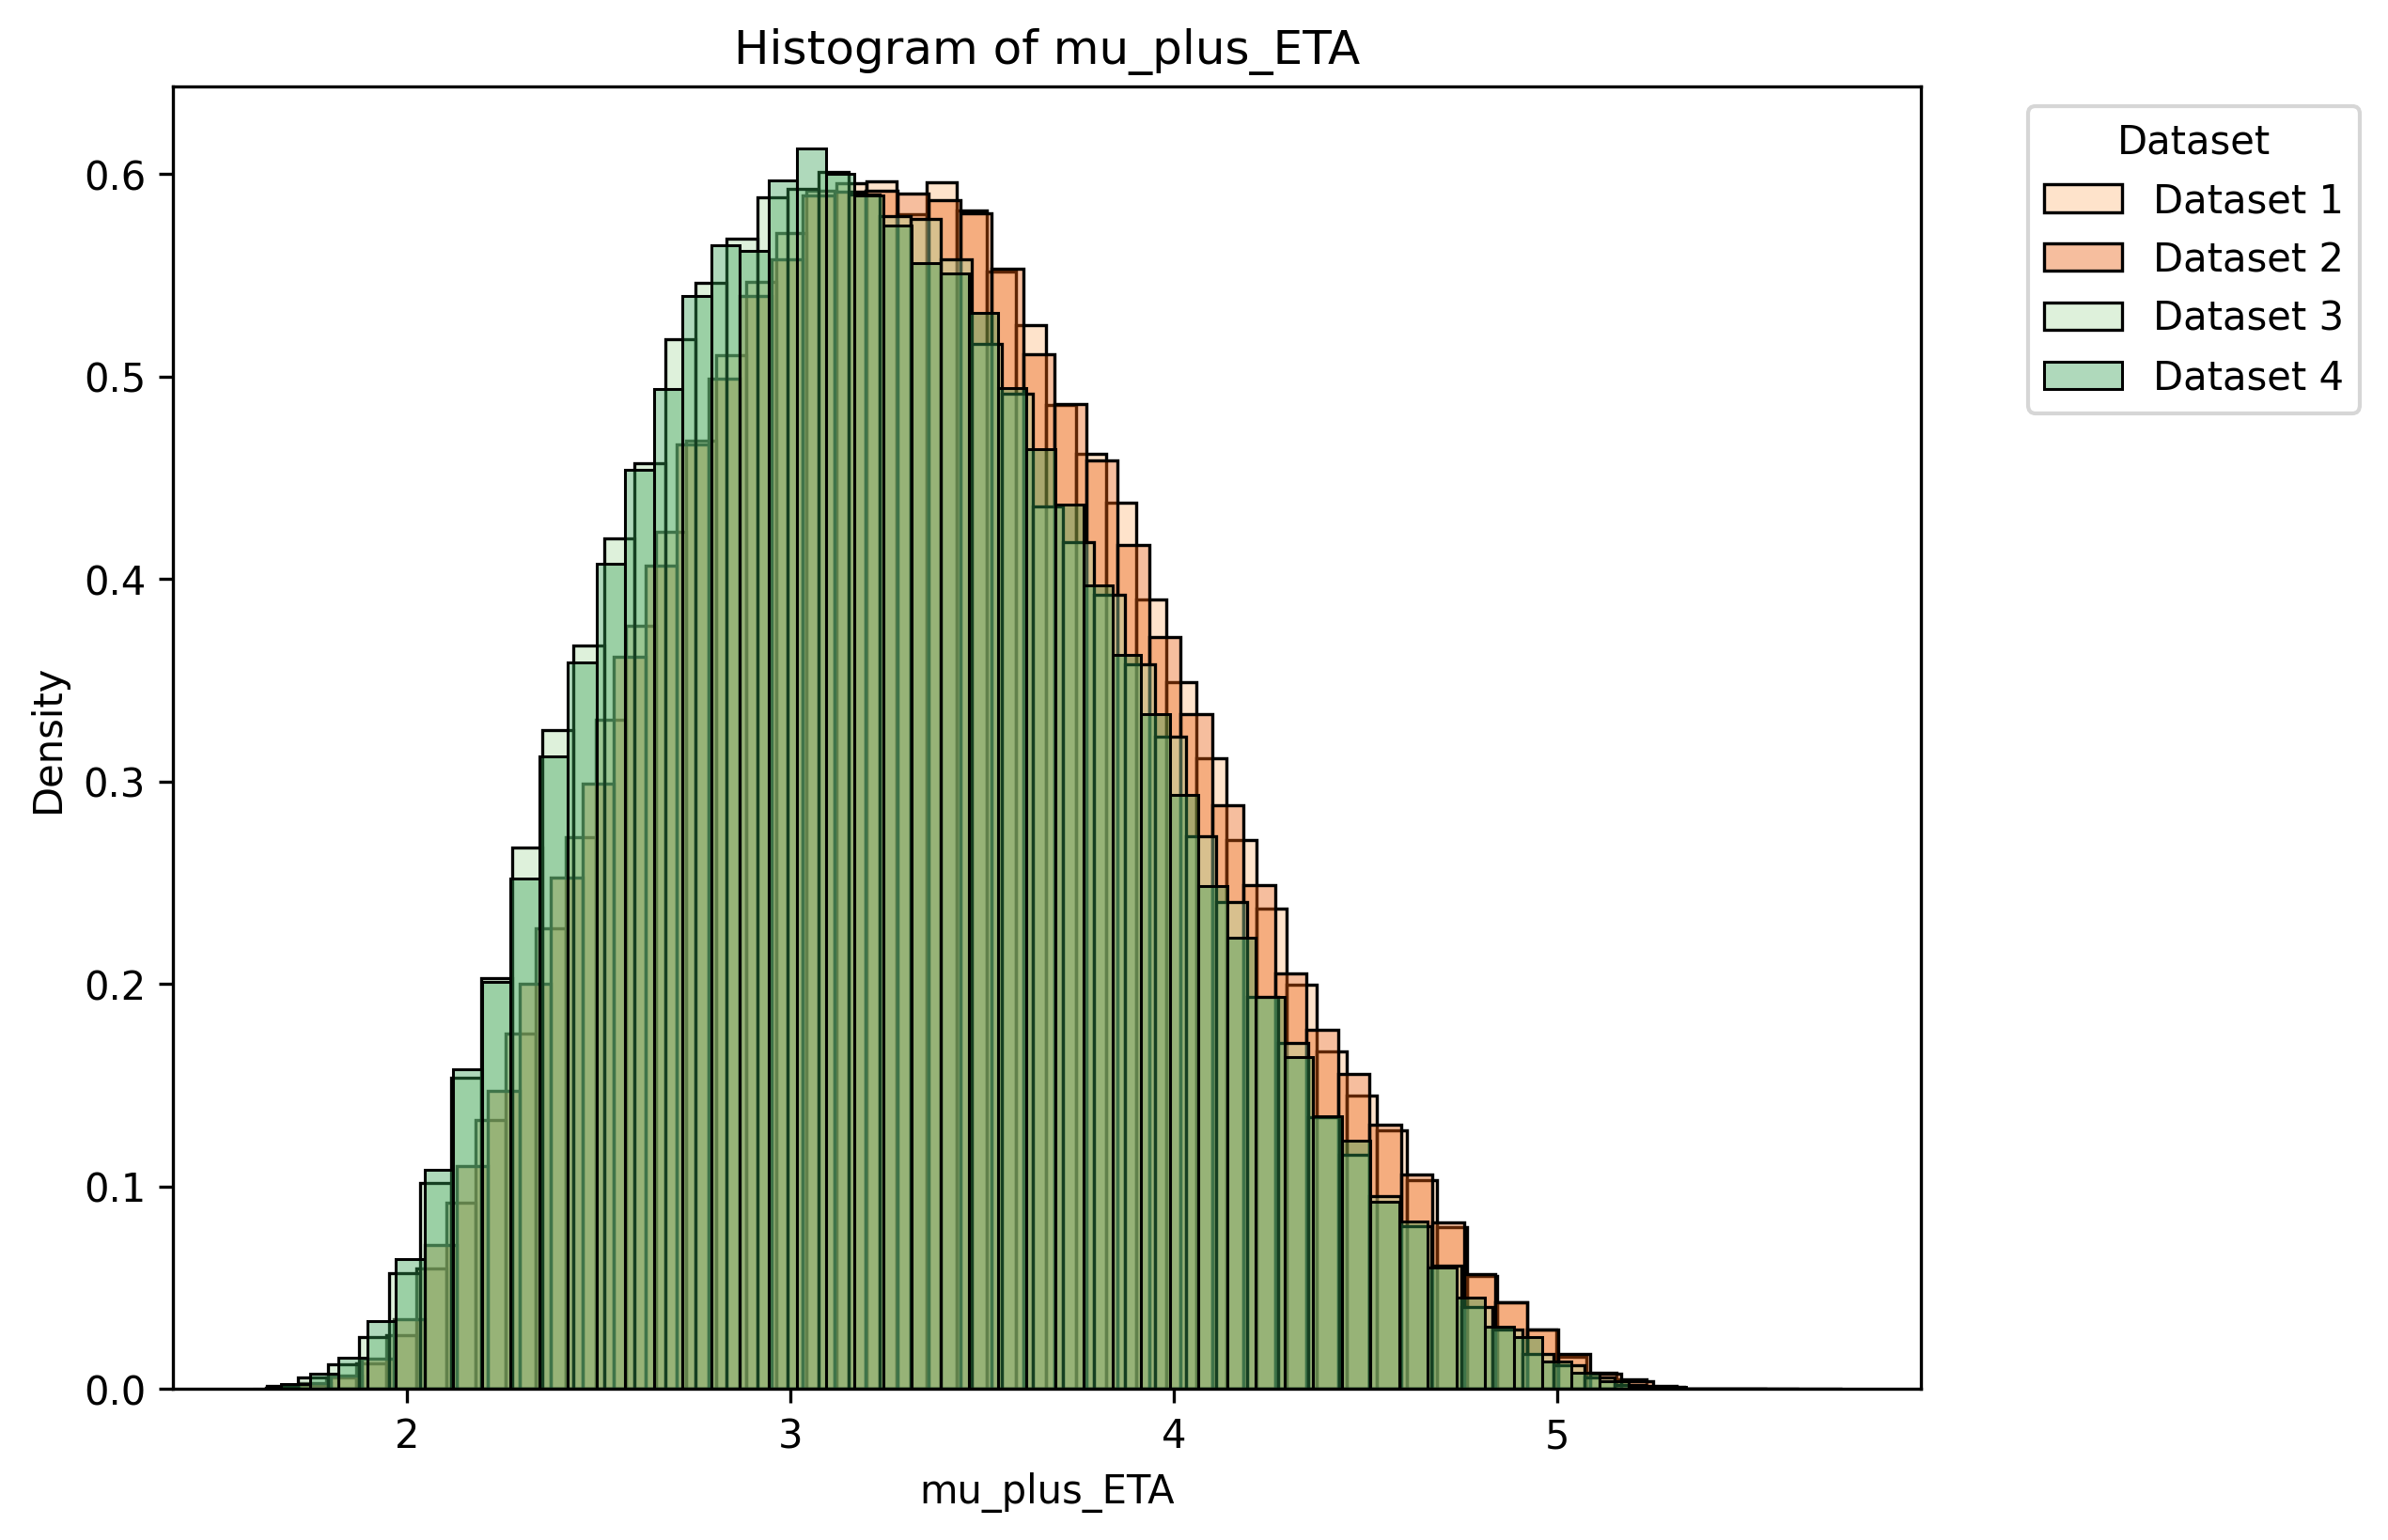 Histogram of mu_plus_ETA
Dataset
Dataset 1
Dataset 2
Dataset 3
Dataset 4
Density
0.6
0.5
0.4
0.3
0.2
0.1
0.0
2
3
4
5
mu_plus_ETA